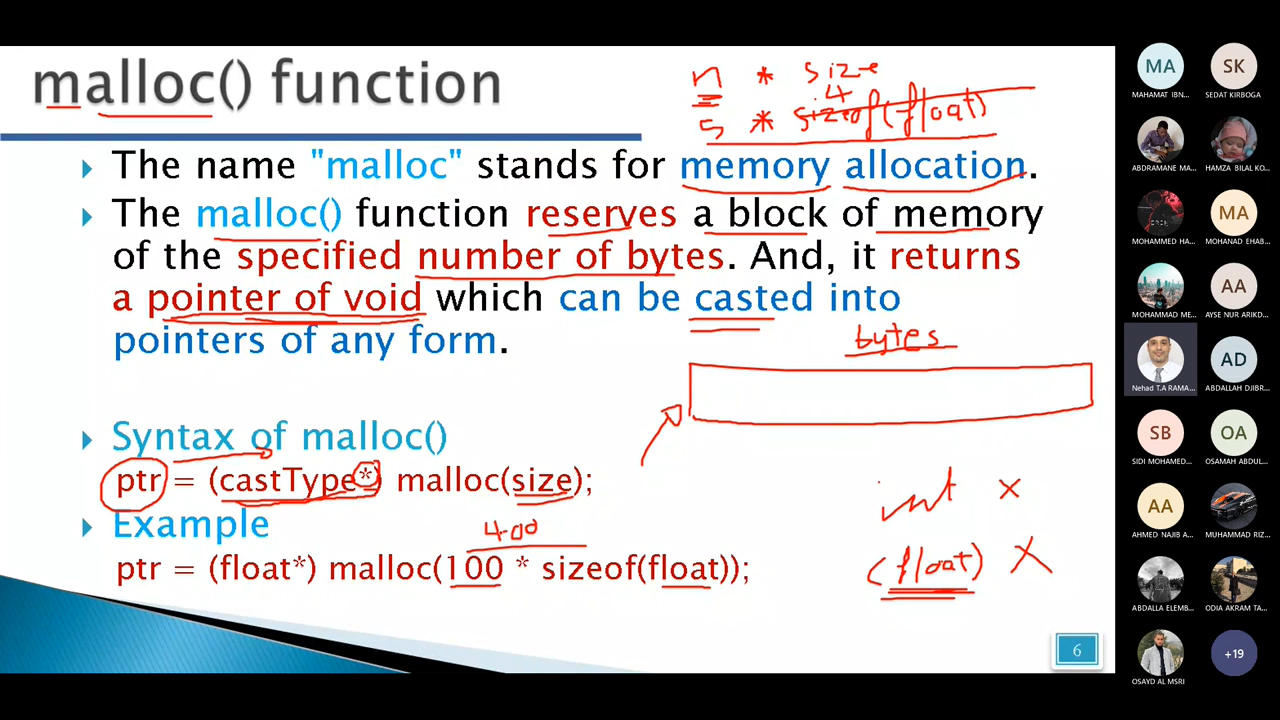 malloc() function
n * size
4
5 * sizeof(float)
The name "malloc" stands for memory allocation.
The malloc() function reserves a block of memory
of the specified number of bytes. And, it returns
a pointer of void which can be casted into
pointers of any form.
bytes
Syntax of malloc()
ptr = (castType*) malloc(size);
int x
Example
400
ptr = (float*) malloc(100 * sizeof(float));
(float) x
6
MA
MAHAMAT IBN...
SK
SEDAT KIRBOGA
ABDRAMANE MA...
HAMZA BILAL KO...
MOHAMMED HA...
MA
MOHANAD EHAB...
MOHAMMAD ME...
AA
AYSE NUR ARIKD...
Nehad T.A RAMA...
AD
ABDALLAH DJIBR...
SB
SIDI MOHAMED...
OA
OSAMAH ABDUL...
AA
AHMED NAJIB A...
MUHAMMAD RIZ...
ABDALLA ELEMB...
ODIA AKRAM TA...
OSAYD AL MSRI
+19